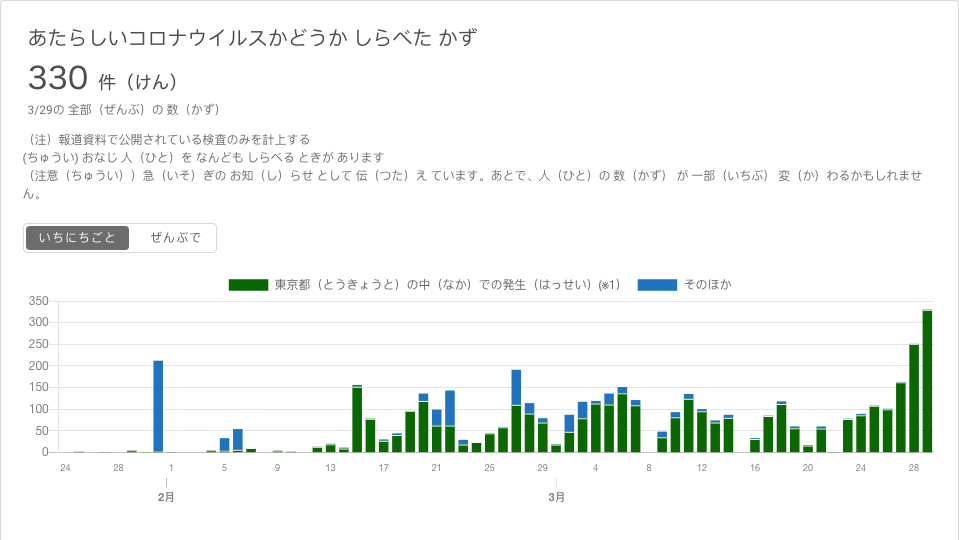 あたらしいコロナウイルスかどうか しらべた かず
330 件（けん）
3/29の 全部（ぜんぶ）の 数（かず）
（注）報道資料で公開されている検査のみを計上する
(ちゅうい) おなじ 人（ひと）を なんども しらべる ときが あります
（注意（ちゅうい））急（いそ）ぎの お知（し）らせ として 伝（つた）え ています。あとで、人（ひと）の 数（かず） が 一部（いちぶ） 変（か）わるかもしれませ
ん。
いちにちごと ぜんぶで
東京都（とうきょうと）の中（なか）での発生（はっせい）(※1） そのほか
350
300
250
200
150
100
50
0
24 28 1 5 9 13 17 21 25 29 4 8 12 16 20 24 28
2月 3月